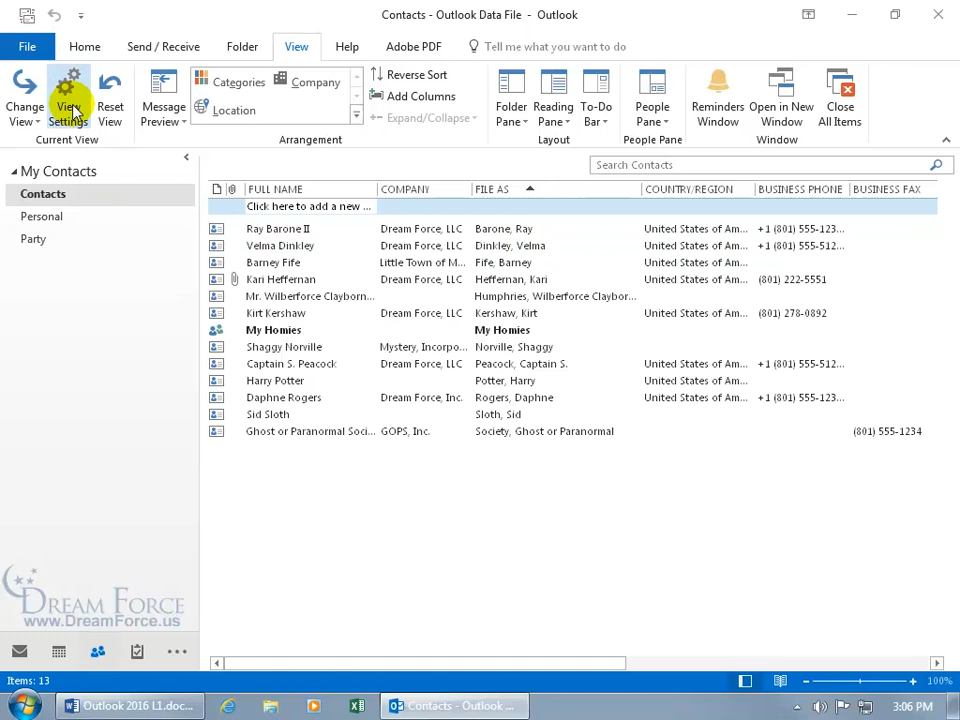 Contacts - Outlook Data File - Outlook
File Home Send / Receive Folder View Help Adobe PDF Tell me what you want to do
Change View View Settings Reset View
Current View
Message Preview
Categories Company
Location
Reverse Sort
Add Columns
Expand/Collapse
Arrangement
Folder Pane Reading Pane To-Do Bar
Layout
People Pane
People Pane
Reminders Window Open in New Window Close All Items
Window
My Contacts
Contacts
Personal
Party
Search Contacts
FULL NAME COMPANY FILE AS COUNTRY/REGION BUSINESS PHONE BUSINESS FAX
Click here to add a new ...
Ray Barone II Dream Force, LLC Barone, Ray United States of Am... +1 (801) 555-123...
Velma Dinkley Dream Force, LLC Dinkley, Velma United States of Am... +1 (801) 555-512...
Barney Fife Little Town of M... Fife, Barney United States of Am...
Kari Heffernan Dream Force, LLC Heffernan, Kari United States of Am... (801) 222-5551
Mr. Wilberforce Clayborn... Humphries, Wilberforce Claybor...
Kirt Kershaw Dream Force, LLC Kershaw, Kirt United States of Am... (801) 278-0892
My Homies My Homies
Shaggy Norville Mystery, Incorpo... Norville, Shaggy
Captain S. Peacock Dream Force, LLC Peacock, Captain S. United States of Am... +1 (801) 555-512...
Harry Potter Potter, Harry United States of Am...
Daphne Rogers Dream Force, Inc. Rogers, Daphne United States of Am... +1 (801) 555-123...
Sid Sloth Sloth, Sid
Ghost or Paranormal Soci... GOPS, Inc. Society, Ghost or Paranormal (801) 555-1234
DREAM FORCE
www.DreamForce.us
Items: 13 100%
Outlook 2016 L1.doc... Contacts - Outlook ... 3:06 PM